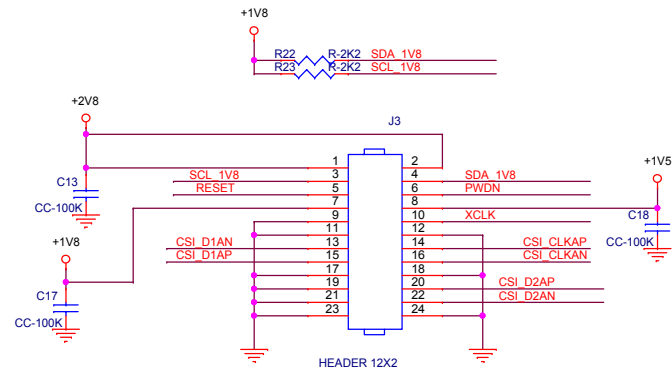 +1V8
R22 R-2K2 SDA_1V8
R23 R-2K2 SCL_1V8
+2V8
J3
1 2
+1V5
C13
SCL_1V8 3 4 SDA_1V8
RESET 5 6 PWDN
CC-100K
7 8
9 10 XCLK C18
11 12
+1V8
CSI_D1AN 13 14 CSI_CLKAP
CC-100K
CSI_D1AP 15 16 CSI_CLKAN
17 18
C17
19 20 CSI_D2AP
21 22 CSI_D2AN
CC-100K
23 24
HEADER 12X2